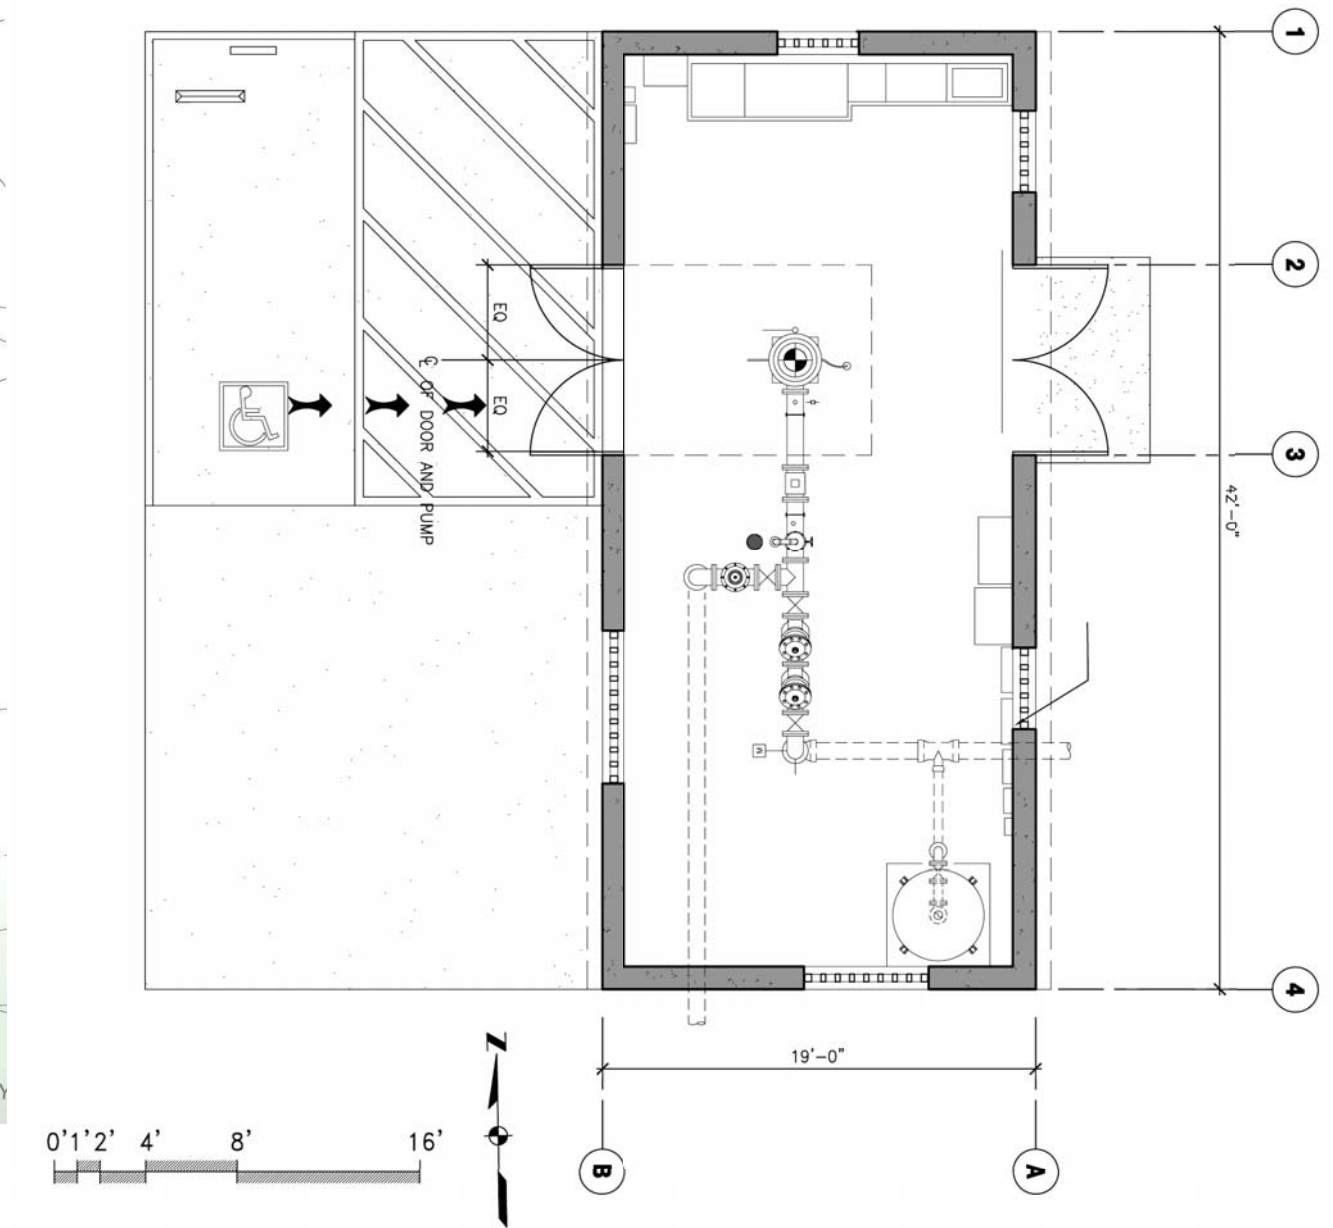 1
2
EQ
EQ
℄ OF DOOR AND PUMP
3
42'-0"
M
4
19'-0"
N
0' 1' 2' 4' 8' 16'
B
A
Y